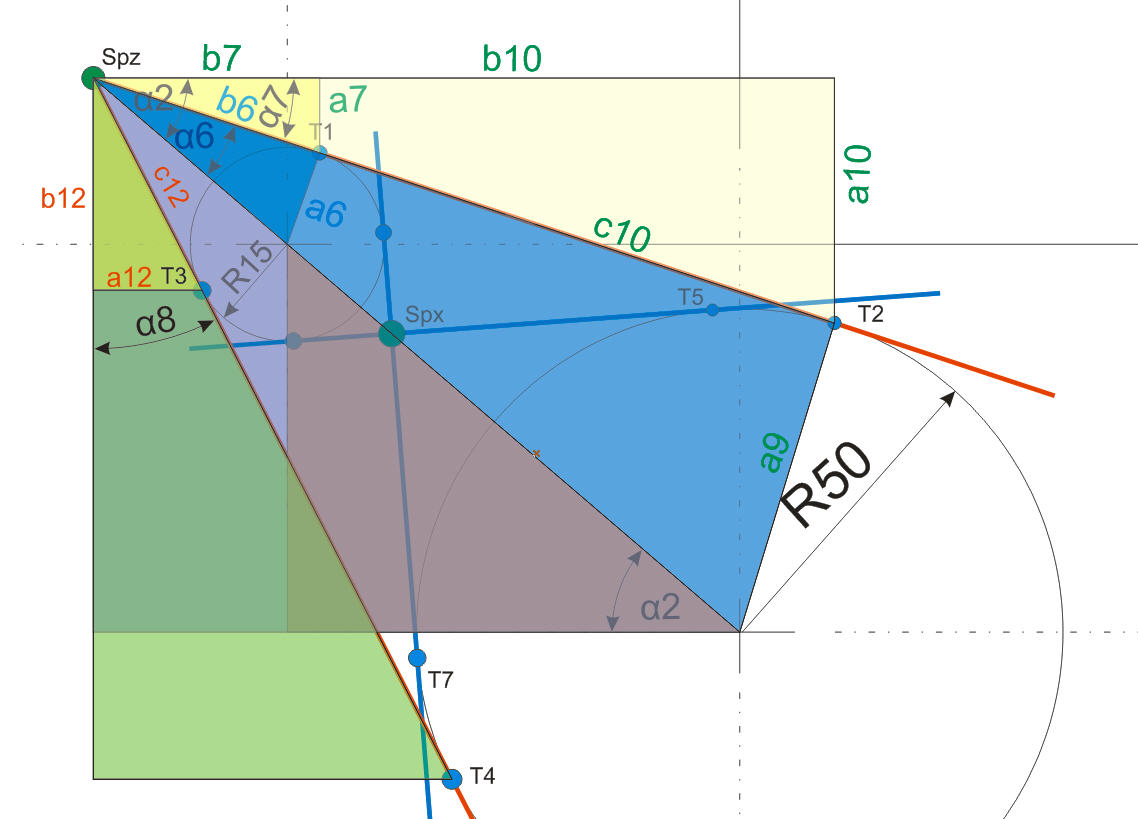 Spz
b7
b10
α2
b6
α7
a7
T1
α6
a10
c12
b12
a6
c10
R15
a12
T3
T5
α8
Spx
T2
a9
R50
α2
T7
T4